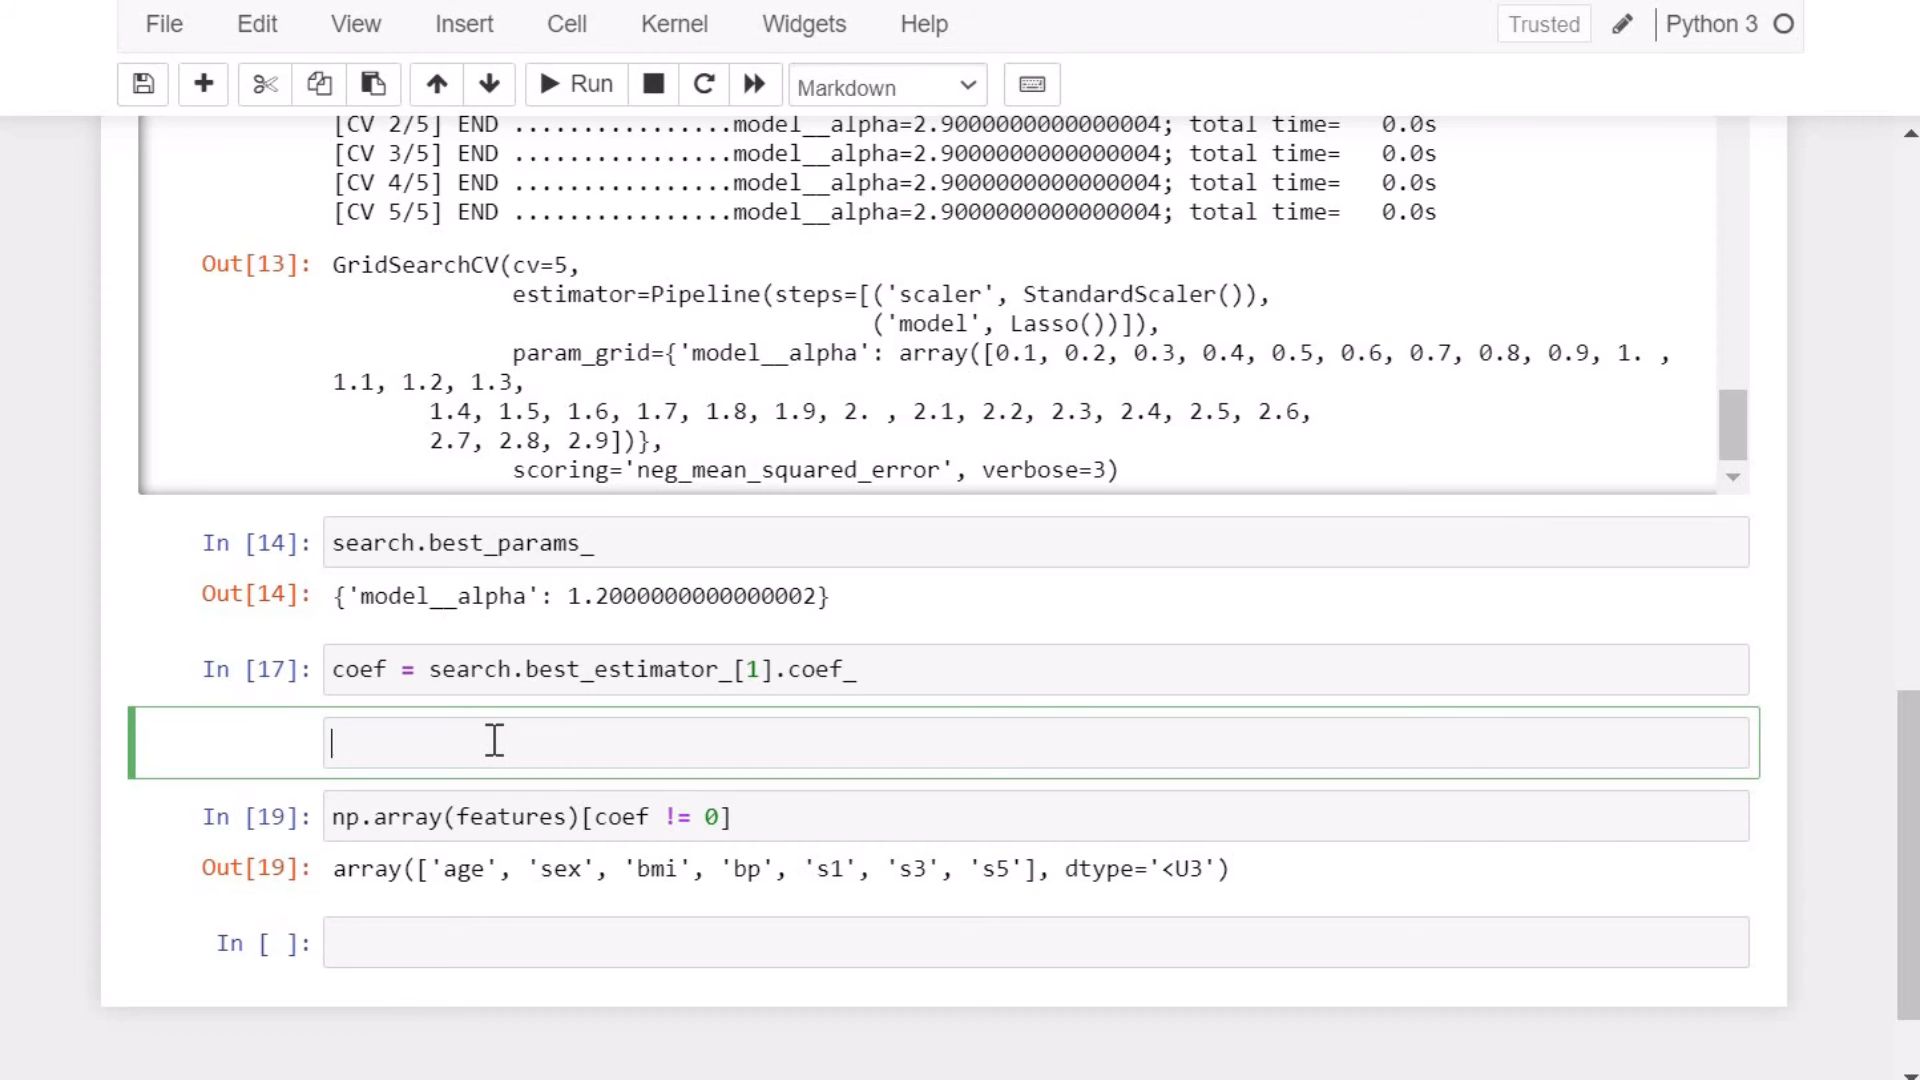 File Edit View Insert Cell Kernel Widgets Help Trusted Python 3
Run Markdown
[CV 2/5] END ................model__alpha=2.9000000000000004; total time=   0.0s
[CV 3/5] END ................model__alpha=2.9000000000000004; total time=   0.0s
[CV 4/5] END ................model__alpha=2.9000000000000004; total time=   0.0s
[CV 5/5] END ................model__alpha=2.9000000000000004; total time=   0.0s
Out[13]: GridSearchCV(cv=5,
estimator=Pipeline(steps=[('scaler', StandardScaler()),
('model', Lasso())]),
param_grid={'model__alpha': array([0.1, 0.2, 0.3, 0.4, 0.5, 0.6, 0.7, 0.8, 0.9, 1. ,
1.1, 1.2, 1.3,
1.4, 1.5, 1.6, 1.7, 1.8, 1.9, 2. , 2.1, 2.2, 2.3, 2.4, 2.5, 2.6,
2.7, 2.8, 2.9])},
scoring='neg_mean_squared_error', verbose=3)
In [14]: search.best_params_
Out[14]: {'model__alpha': 1.2000000000000002}
In [17]: coef = search.best_estimator_[1].coef_
In [19]: np.array(features)[coef != 0]
Out[19]: array(['age', 'sex', 'bmi', 'bp', 's1', 's3', 's5'], dtype='<U3')
In [ ]: